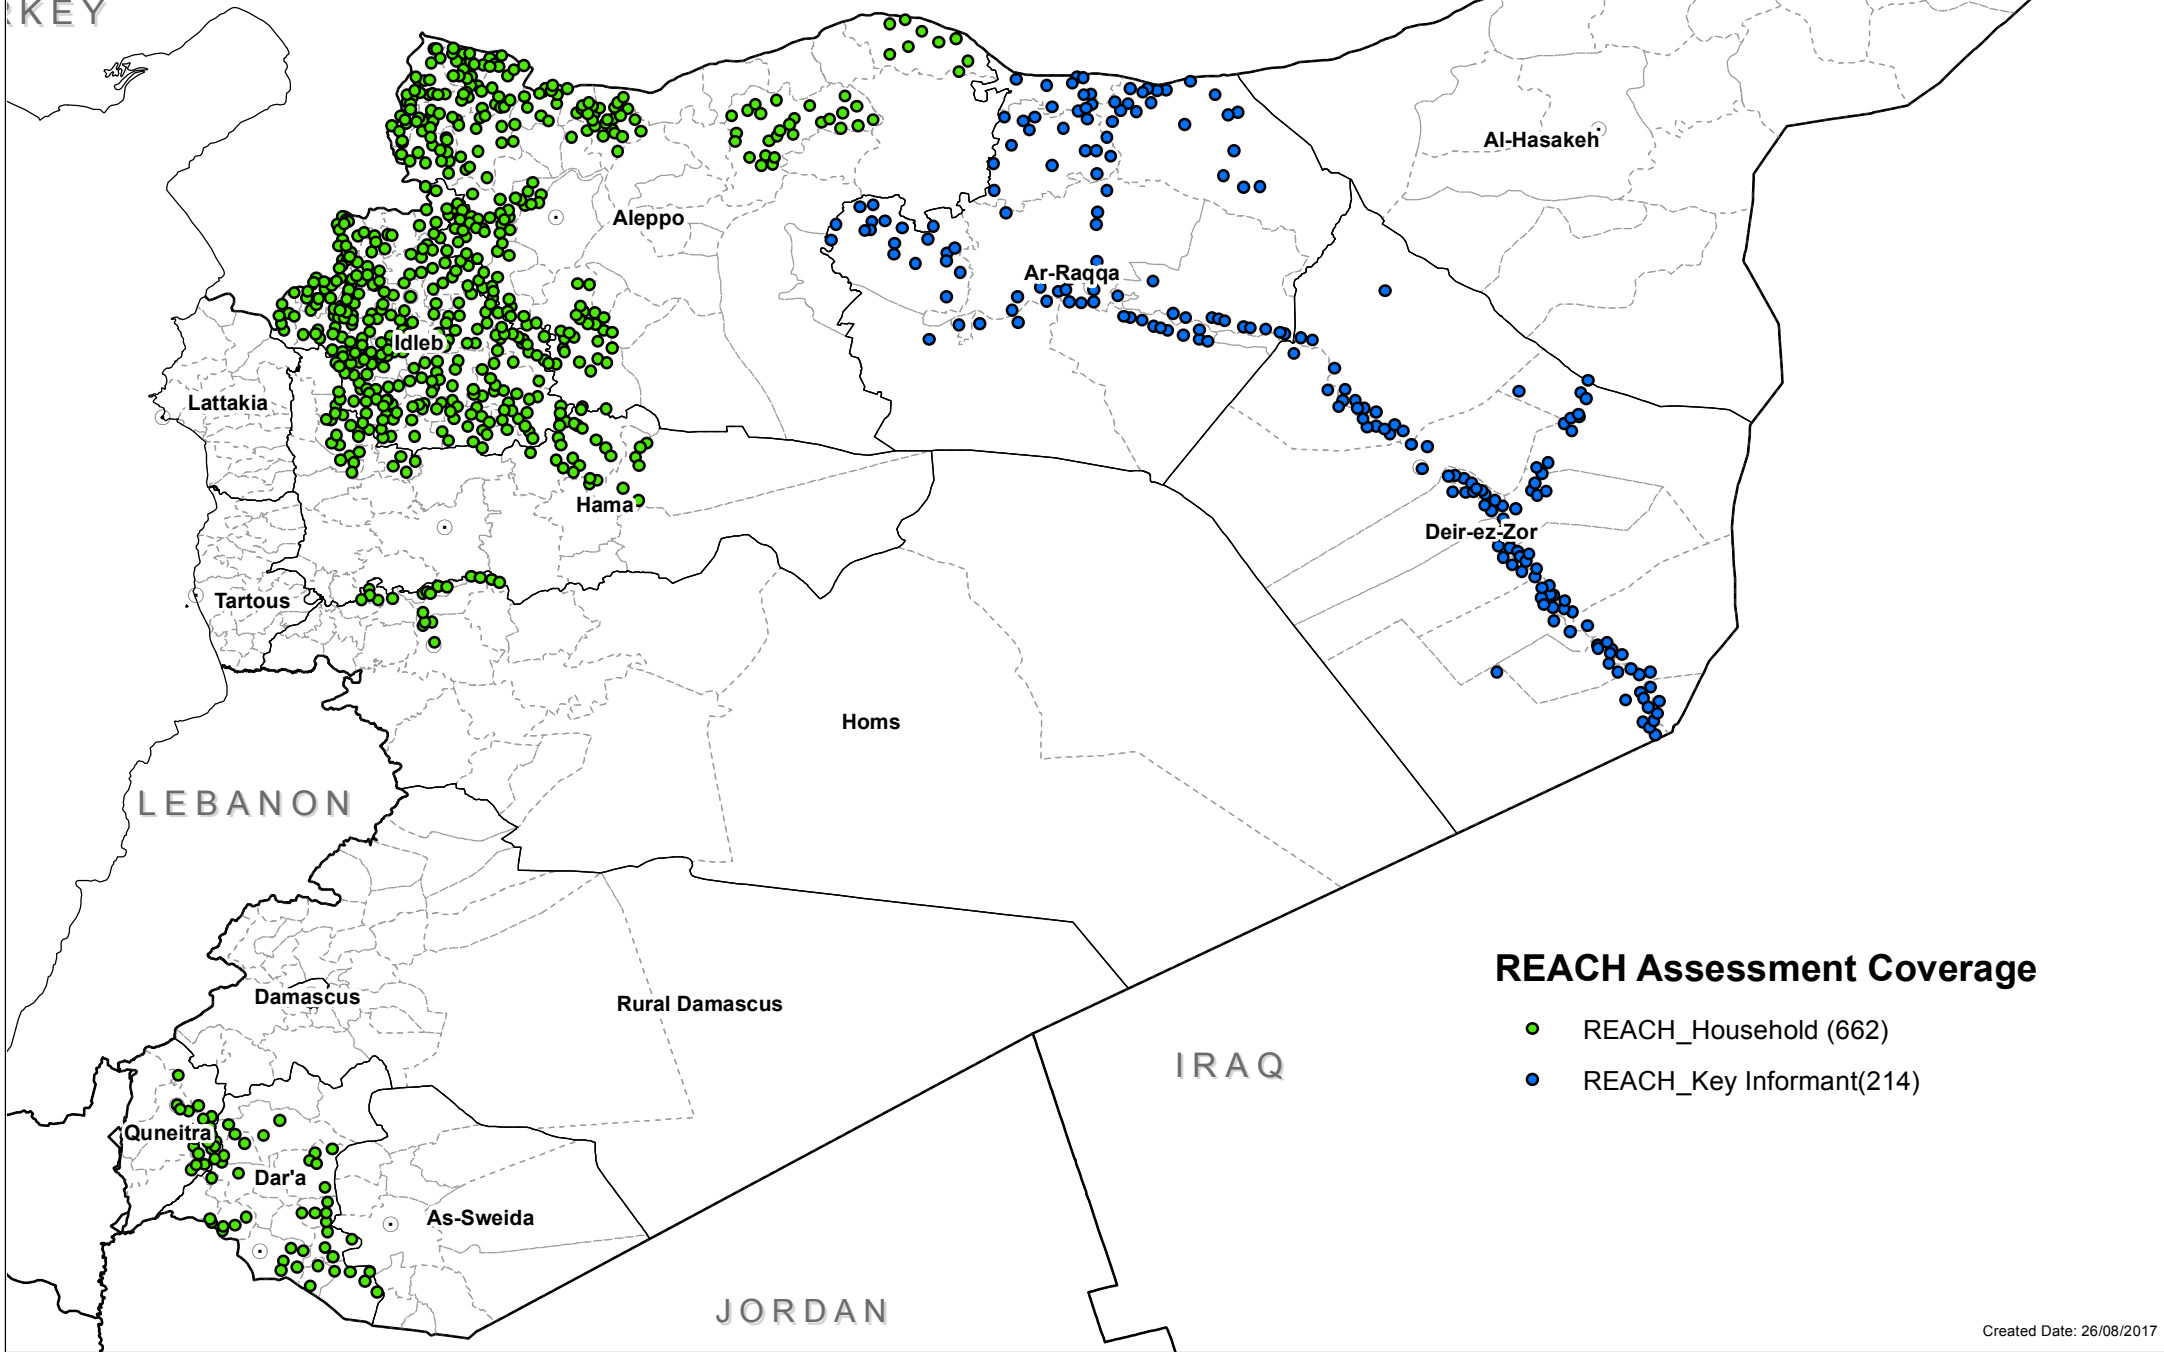 RKEY
Al-Hasakeh
Aleppo
Ar-Raqqa
Idleb
Lattakia
Hama
Deir-ez-Zor
Tartous
Homs
LEBANON
REACH Assessment Coverage
REACH_Household (662)
REACH_Key Informant(214)
Damascus
Rural Damascus
IRAQ
Quneitra
Dar'a
As-Sweida
JORDAN
Created Date: 26/08/2017